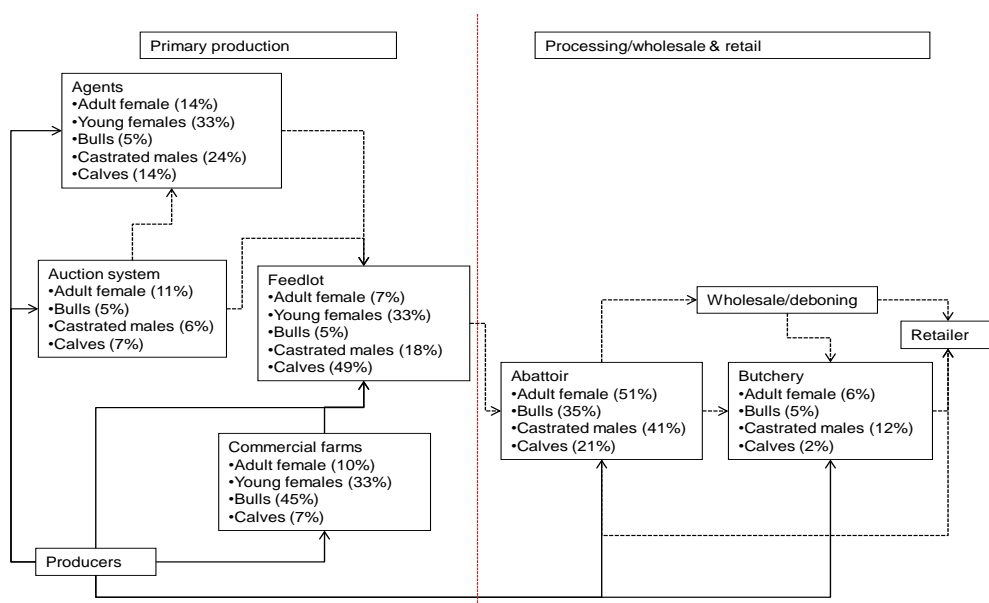 Primary production
Processing/wholesale & retail
Agents
•Adult female (14%)
•Young females (33%)
•Bulls (5%)
•Castrated males (24%)
•Calves (14%)
Auction system
•Adult female (11%)
•Bulls (5%)
•Castrated males (6%)
•Calves (7%)
Feedlot
•Adult female (7%)
•Young females (33%)
•Bulls (5%)
•Castrated males (18%)
•Calves (49%)
Wholesale/deboning
Retailer
Abattoir
•Adult female (51%)
•Bulls (35%)
•Castrated males (41%)
•Calves (21%)
Butchery
•Adult female (6%)
•Bulls (5%)
•Castrated males (12%)
•Calves (2%)
Commercial farms
•Adult female (10%)
•Young females (33%)
•Bulls (45%)
•Calves (7%)
Producers